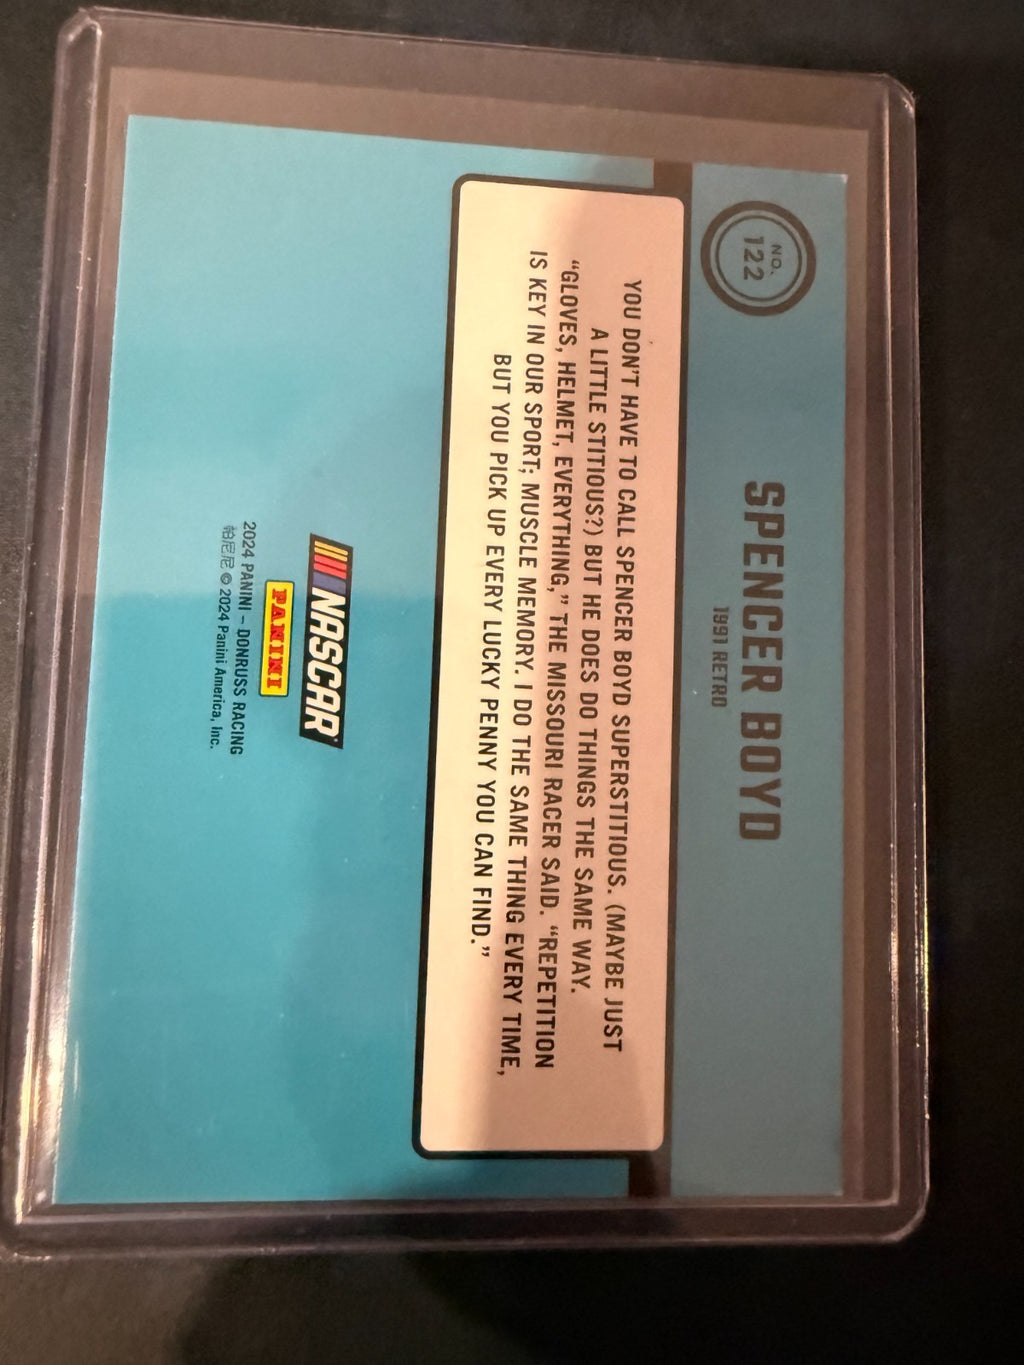 NO.
122
SPENCER BOYD
1991 RETRO
YOU DON'T HAVE TO CALL SPENCER BOYD SUPERSTITIOUS. (MAYBE JUST
A LITTLE STITIOUS?) BUT HE DOES DO THINGS THE SAME WAY.
“GLOVES, HELMET, EVERYTHING,” THE MISSOURI RACER SAID. “REPETITION
IS KEY IN OUR SPORT; MUSCLE MEMORY. I DO THE SAME THING EVERY TIME,
BUT YOU PICK UP EVERY LUCKY PENNY YOU CAN FIND.”
NASCAR
PANINI
2024 PANINI – DONRUSS RACING
帕尼尼 © 2024 Panini America, Inc.